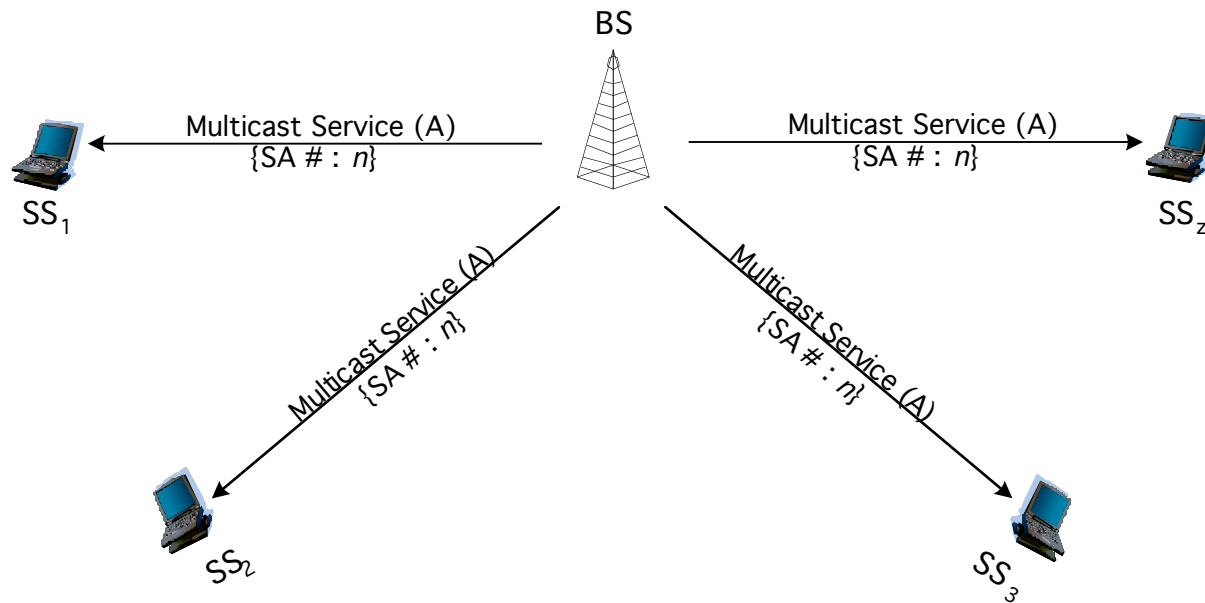 BS
Multicast Service (A)
{SA # : n}
SS1
Multicast Service (A)
{SA # : n}
SSz
Multicast Service (A)
{SA # : n}
SS2
Multicast Service (A)
{SA # : n}
SS3